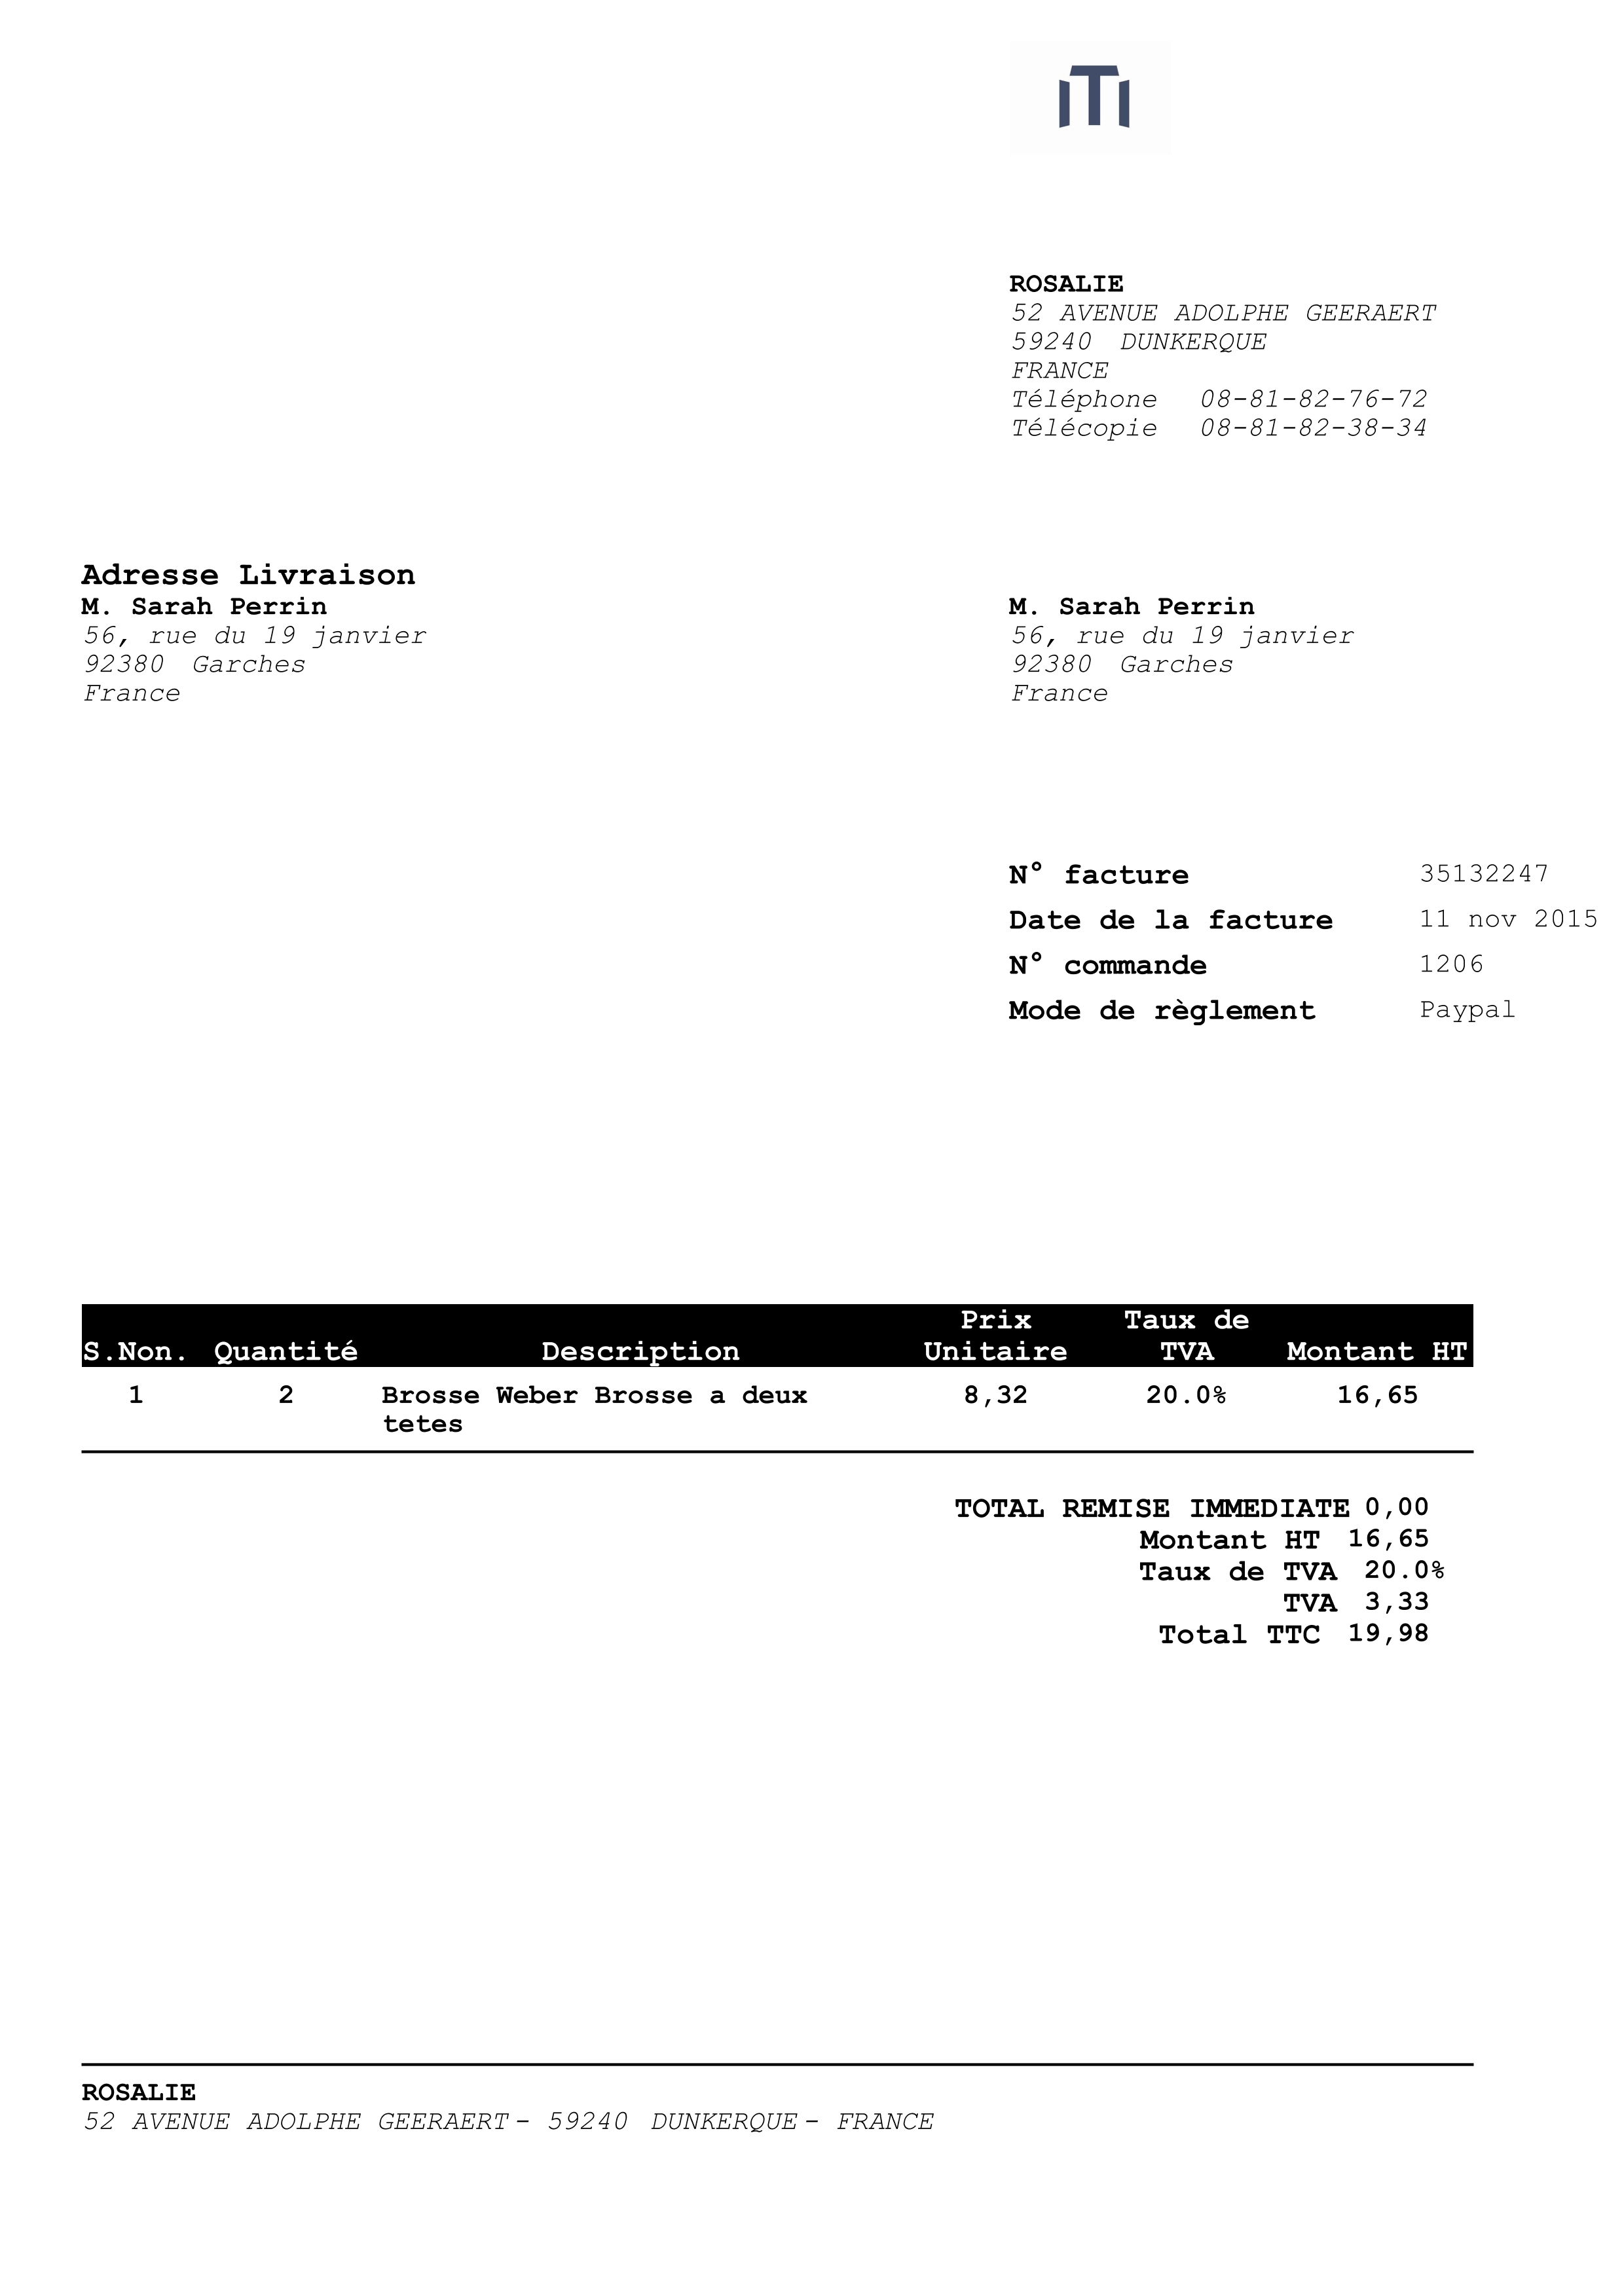 ROSALIE
52 AVENUE ADOLPHE GEERAERT
59240 DUNKERQUE
FRANCE
Téléphone 08-81-82-76-72
Télécopie 08-81-82-38-34
Adresse Livraison
M. Sarah Perrin
56, rue du 19 janvier
92380 Garches
France
M. Sarah Perrin
56, rue du 19 janvier
92380 Garches
France
N° facture 35132247
Date de la facture 11 nov 2015
N° commande 1206
Mode de règlement Paypal
S.Non. Quantité Description Prix Unitaire Taux de TVA Montant HT
1 2 Brosse Weber Brosse a deux 8,32 20.0% 16,65
tetes
TOTAL REMISE IMMEDIATE 0,00
Montant HT 16,65
Taux de TVA 20.0%
TVA 3,33
Total TTC 19,98
ROSALIE
52 AVENUE ADOLPHE GEERAERT - 59240 DUNKERQUE - FRANCE